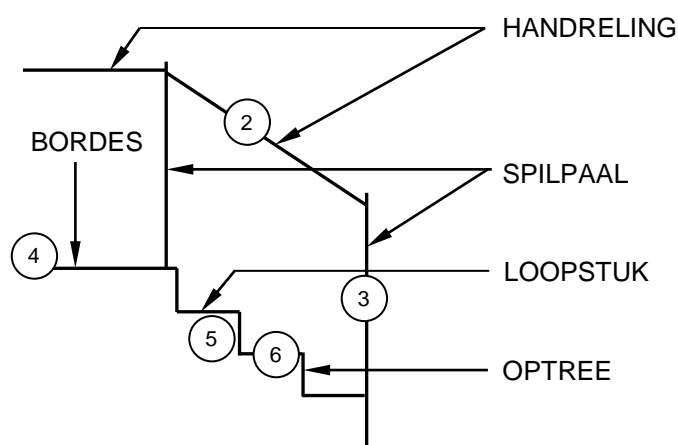 HANDRELING
2
BORDES
SPILPAAL
4
LOOPSTUK
3
5
6
OPTREE